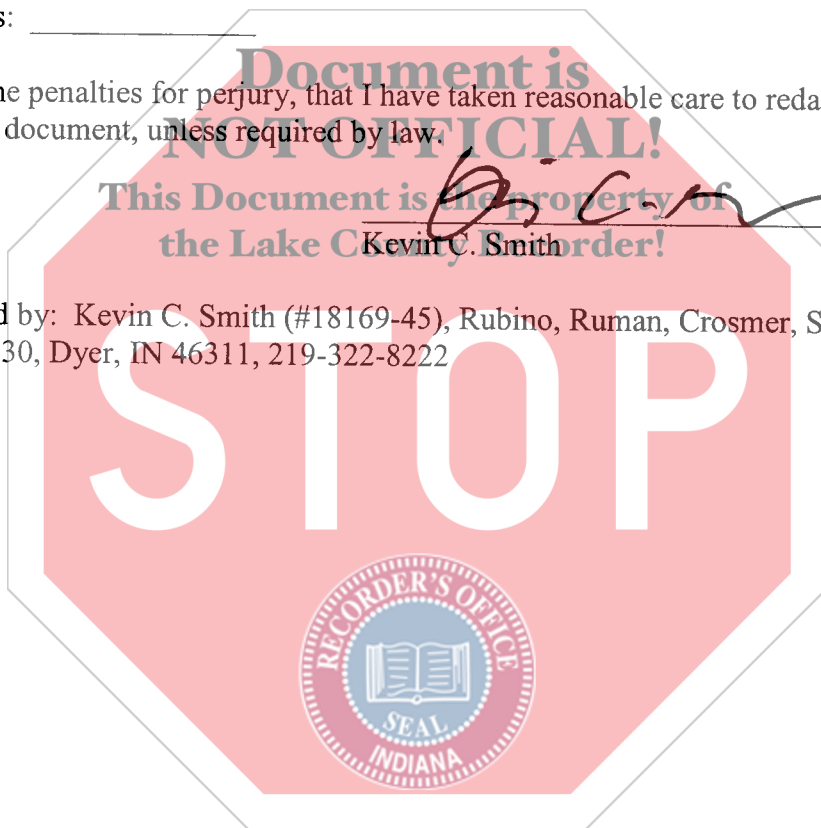 s:
Document is
ne penalties for perjury, that I have taken reasonable care to reda
document, unless required by law.
NOT OFFICIAL!
This Document is the property of
the Lake County Recorder!
Kevin C. Smith
d by: Kevin C. Smith (#18169-45), Rubino, Ruman, Crosmer, S
30, Dyer, IN 46311, 219-322-8222
STOP
RECORDER'S OFFICE
SEAL
INDIANA